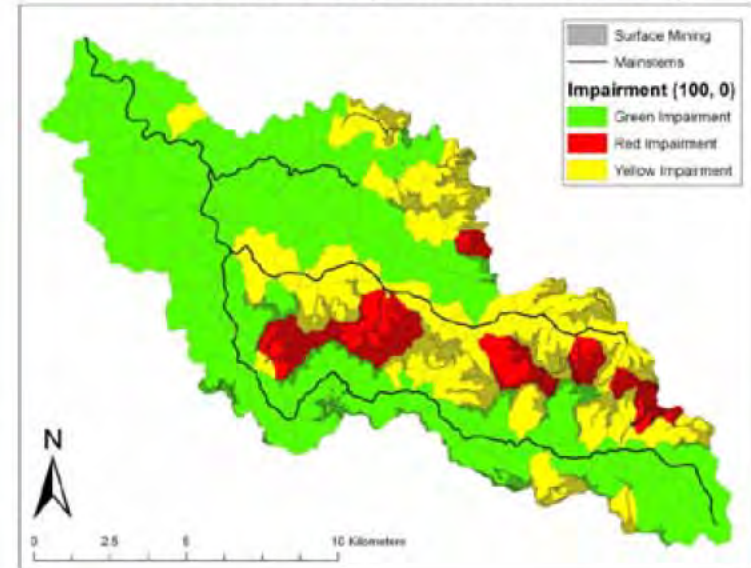 Surface Mining
Mainstems
Impairment (100, 0)
Green Impairment
Red Impairment
Yellow Impairment
N
0 2.5 5 10 Kilometers